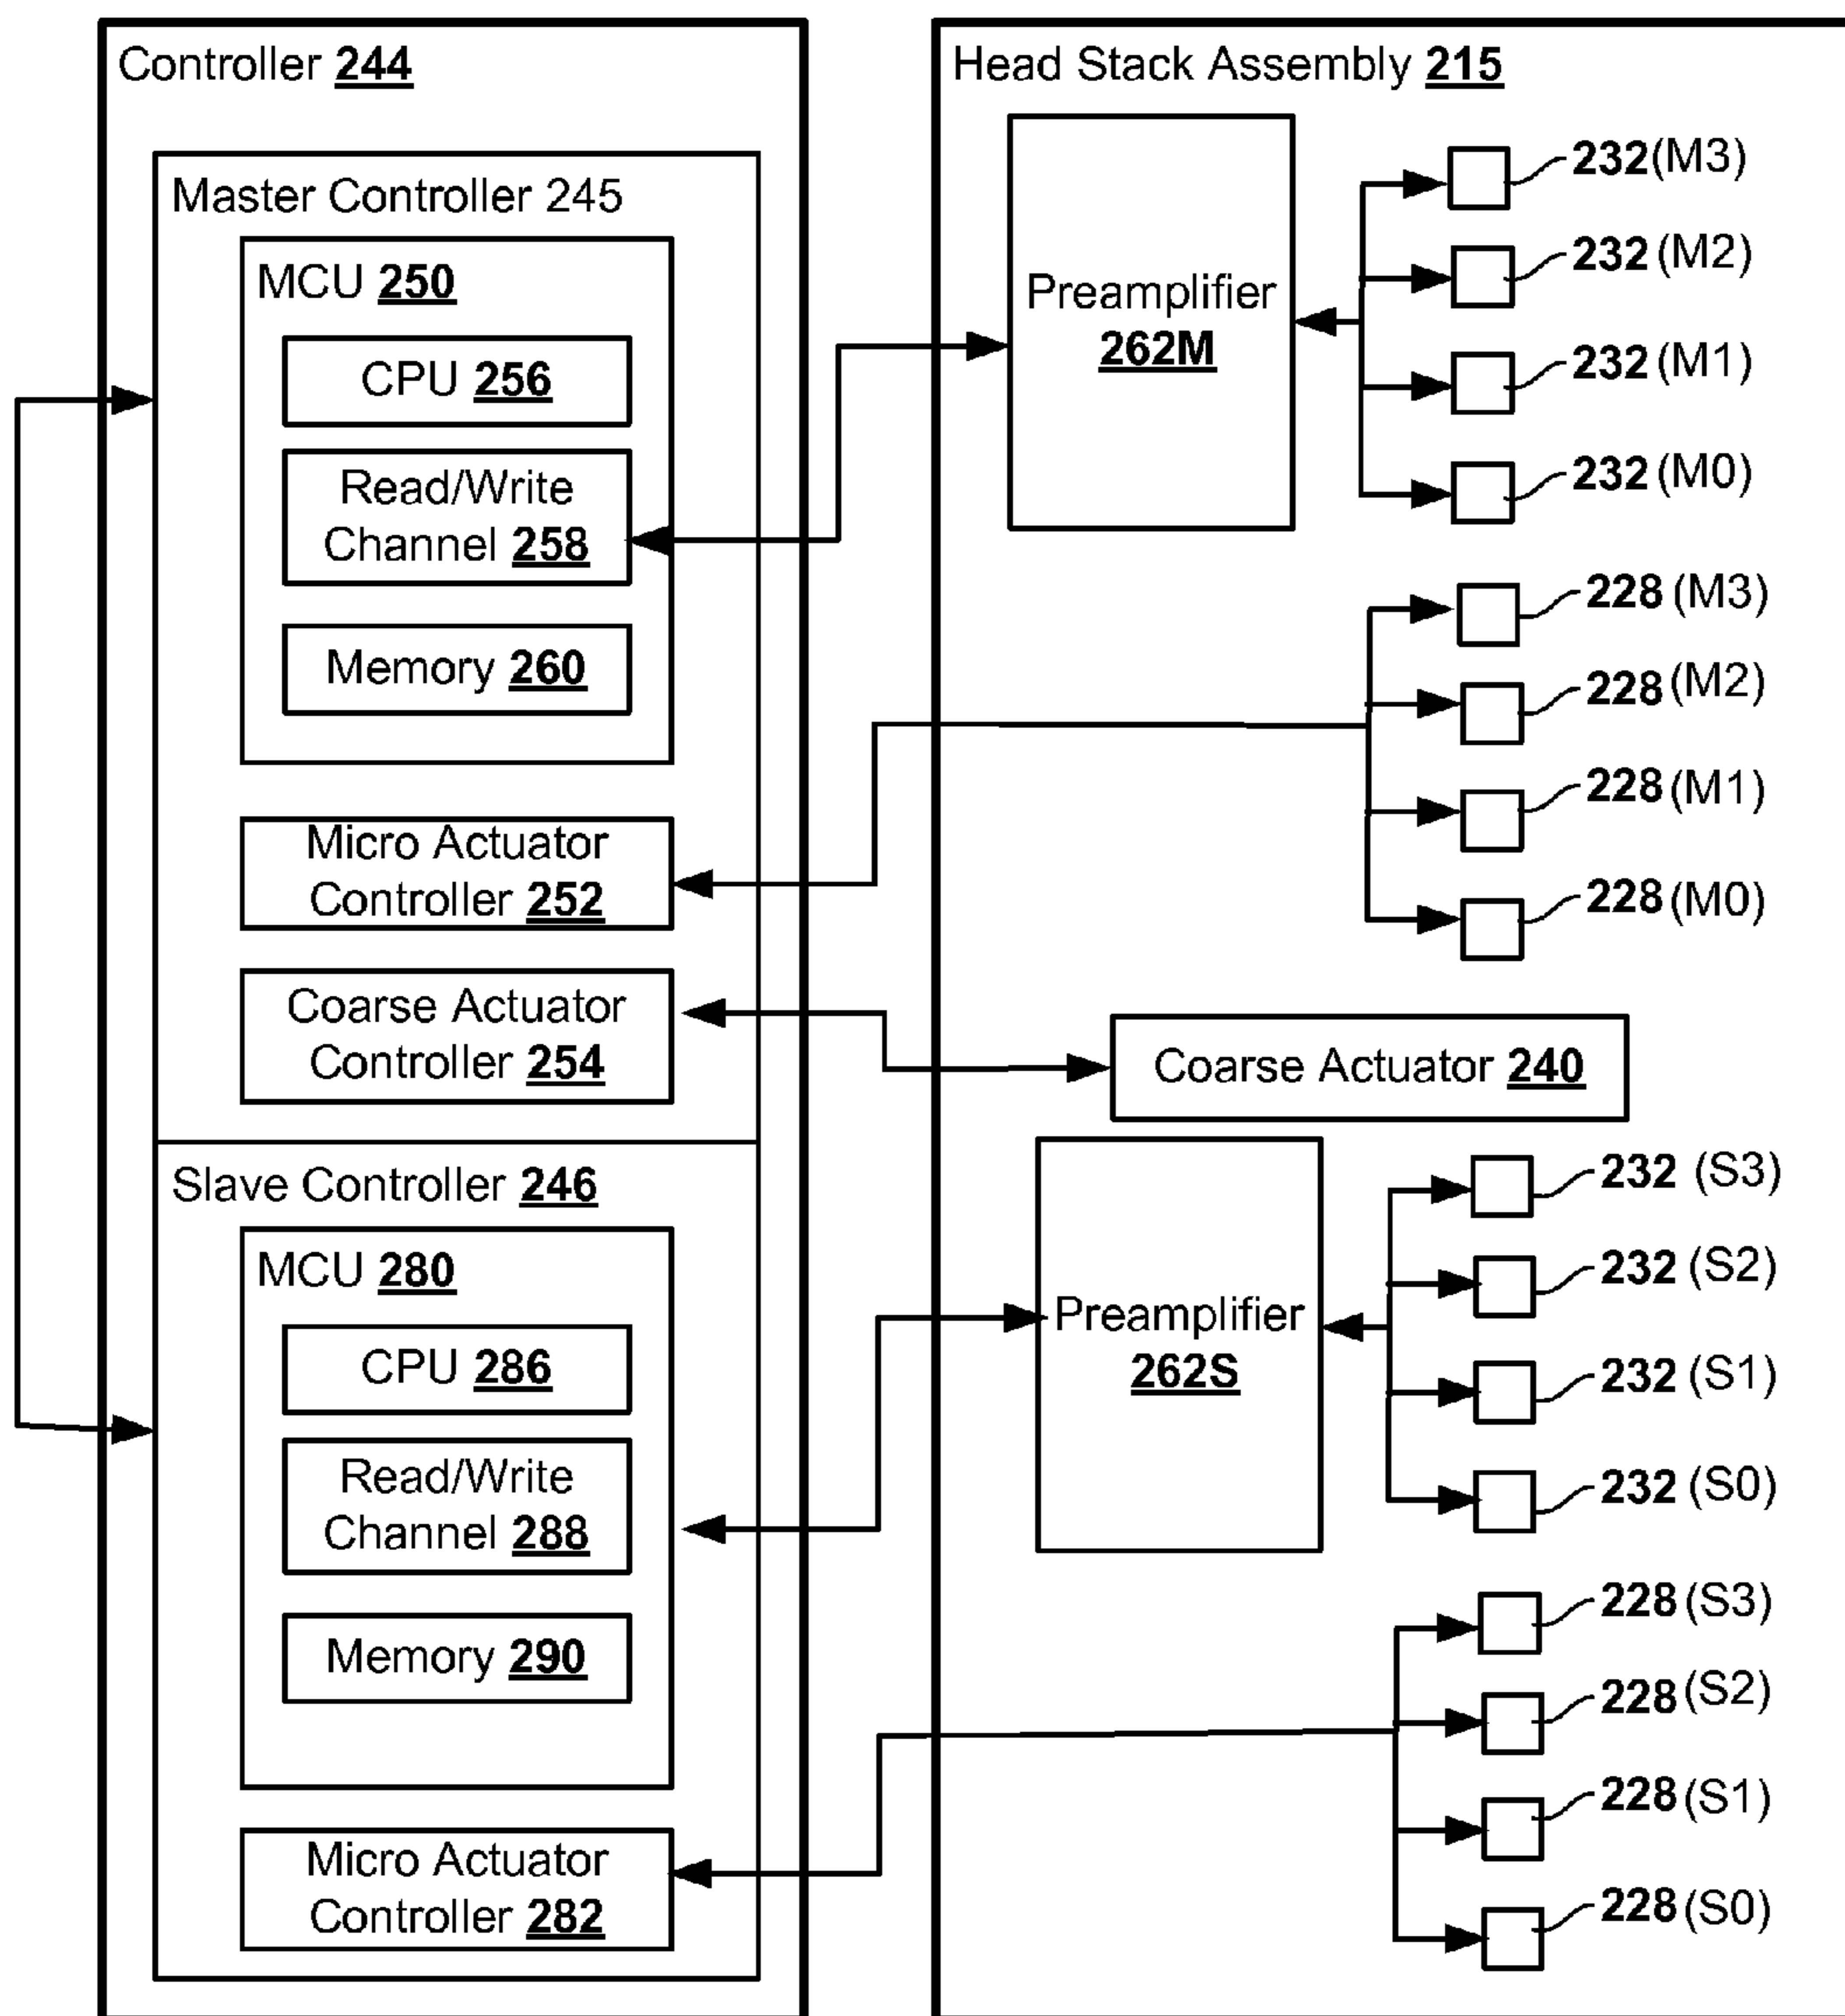 Controller 244
Master Controller 245
MCU 250
CPU 256
Read/Write
Channel 258
Memory 260
Micro Actuator
Controller 252
Coarse Actuator
Controller 254
Slave Controller 246
MCU 280
CPU 286
Read/Write
Channel 288
Memory 290
Micro Actuator
Controller 282
Head Stack Assembly 215
Preamplifier
262M
232 (M3)
232 (M2)
232 (M1)
232 (M0)
228 (M3)
228 (M2)
228 (M1)
228 (M0)
Coarse Actuator 240
Preamplifier
262S
232 (S3)
232 (S2)
232 (S1)
232 (S0)
228 (S3)
228 (S2)
228 (S1)
228 (S0)